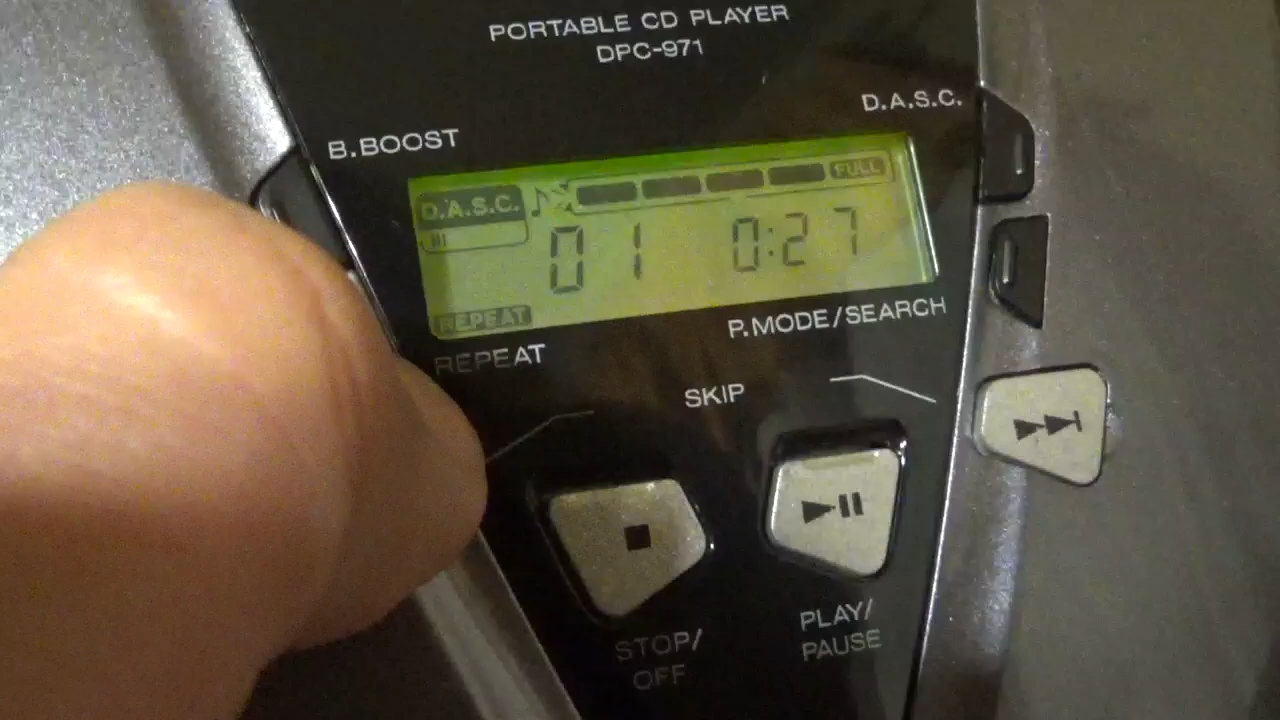 PORTABLE CD PLAYER
DPC-971
D.A.S.C.
B.BOOST
FULL
D.A.S.C.
01 0:27
REPEAT
P.MODE/SEARCH
REPEAT
SKIP
STOP/
OFF
PLAY/
PAUSE